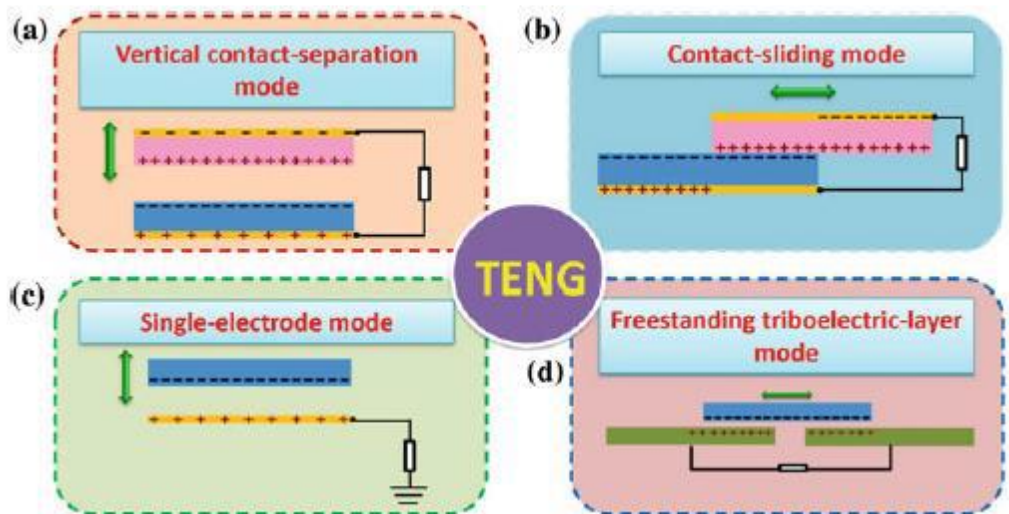 (a)
Vertical contact-separation
mode
(b)
Contact-sliding mode
TENG
(c)
Single-electrode mode
(d)
Freestanding triboelectric-layer
mode